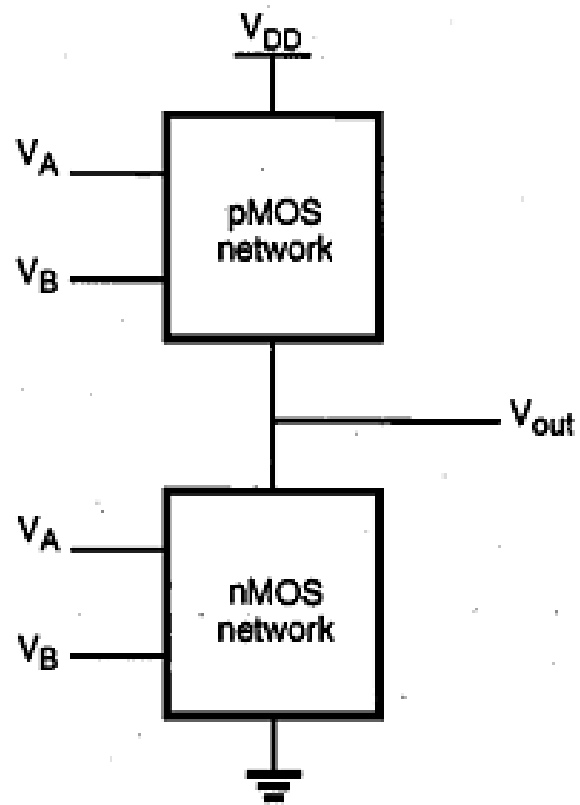 VDD
VA
pMOS
network
VB
Vout
VA
nMOS
network
VB